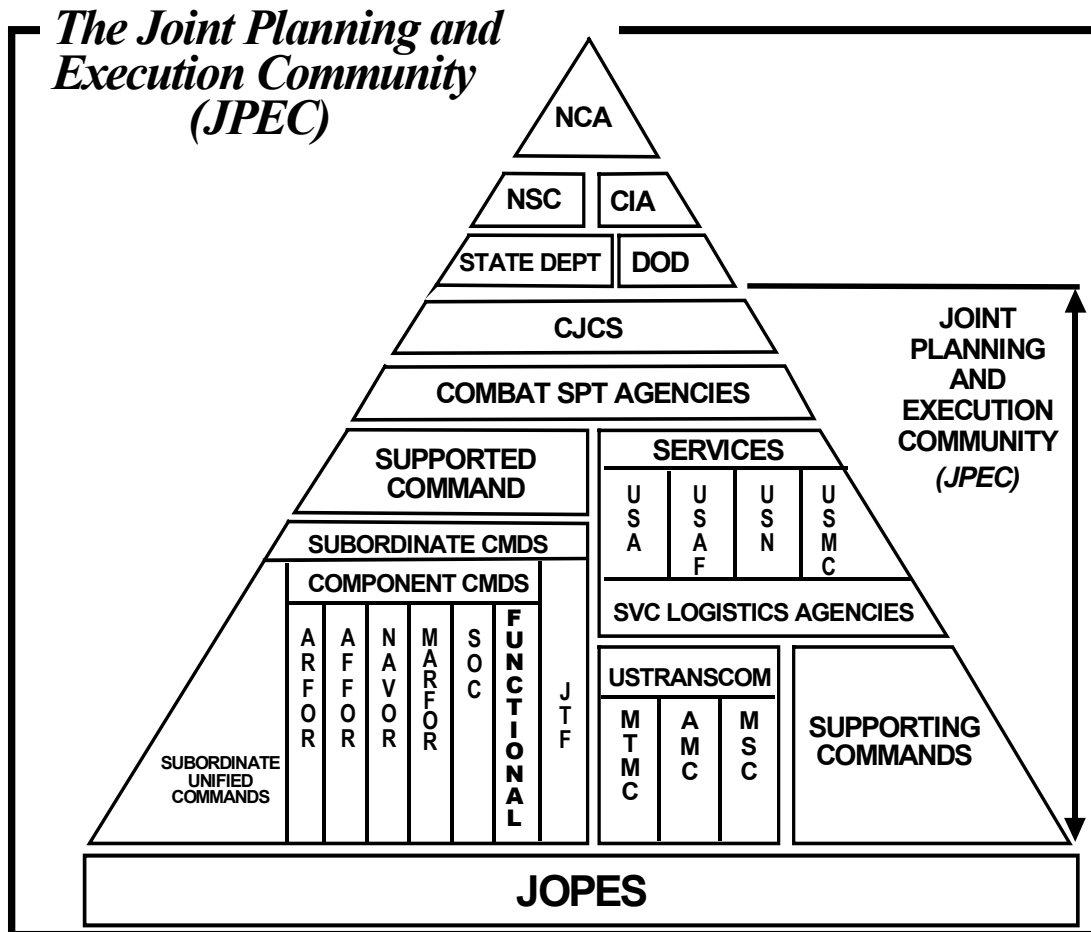 The Joint Planning and
Execution Community
(JPEC)
NCA
NSC
CIA
STATE DEPT
DOD
CJCS
COMBAT SPT AGENCIES
JOINT
PLANNING
AND
EXECUTION
COMMUNITY
(JPEC)
SUPPORTED
COMMAND
SERVICES
USA
USAF
USN
USMC
SVC LOGISTICS AGENCIES
SUBORDINATE CMDS
COMPONENT CMDS
SUBORDINATE
UNIFIED
COMMANDS
ARFOR
AFFOR
NAVOR
MARFOR
SOC
FUNCTIONAL
JTF
USTRANSCOM
MTMC
AMC
MSC
SUPPORTING
COMMANDS
JOPES